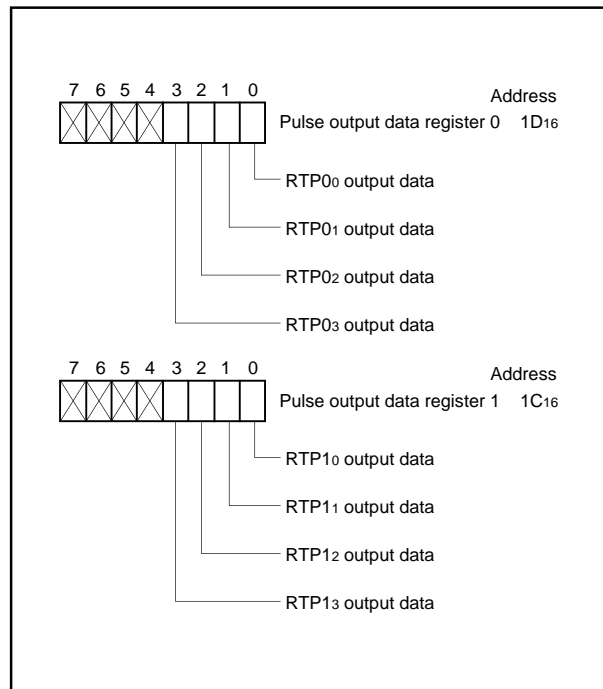 7 6 5 4 3 2 1 0
Address
Pulse output data register 0 1D16
RTP00 output data
RTP01 output data
RTP02 output data
RTP03 output data
7 6 5 4 3 2 1 0
Address
Pulse output data register 1 1C16
RTP10 output data
RTP11 output data
RTP12 output data
RTP13 output data